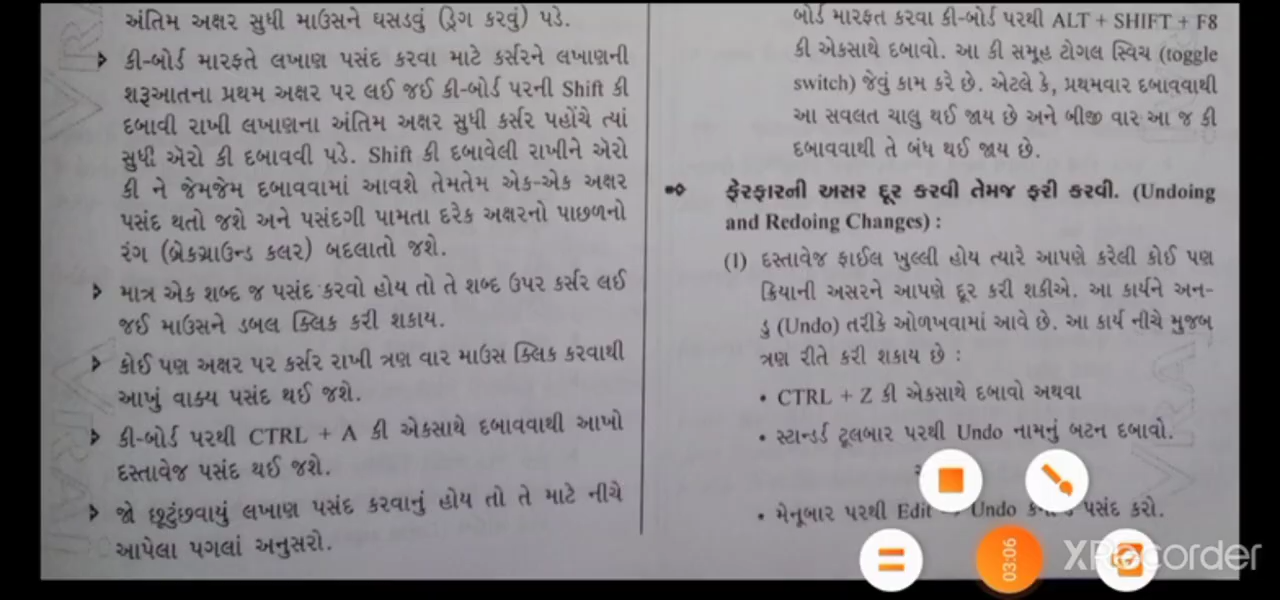 અંતિમ અક્ષર સુધી માઉસને ઘસડવું (ડ્રેગ કરવું) પડે.
કી-બોર્ડ મારફતે લખાણ પસંદ કરવા માટે કર્સરને લખાણની
શરૂઆતના પ્રથમ અક્ષર પર લઈ જઈ કી-બોર્ડ પરની Shift કી
દબાવી રાખી લખાણના અંતિમ અક્ષર સુધી કર્સર પહોંચે ત્યાં
સુધી ઍરો કી દબાવવી પડે. Shift કી દબાવેલી રાખીને ઍરો
કી ને જેમજેમ દબાવવામાં આવશે તેમતેમ એક-એક અક્ષર
પસંદ થતો જશે અને પસંદગી પામતા દરેક અક્ષરનો પાછળનો
રંગ (બ્રેકગ્રાઉન્ડ કલર) બદલાતો જશે.
માત્ર એક શબ્દ જ પસંદ કરવો હોય તો તે શબ્દ ઉપર કર્સર લઈ
જઈ માઉસને ડબલ ક્લિક કરી શકાય.
કોઈ પણ અક્ષર પર કર્સર રાખી ત્રણ વાર માઉસ ક્લિક કરવાથી
આખું વાક્ય પસંદ થઈ જશે.
કી-બોર્ડ પરથી CTRL + A કી એકસાથે દબાવવાથી આખો
દસ્તાવેજ પસંદ થઈ જશે.
જો છૂટુંછવાયું લખાણ પસંદ કરવાનું હોય તો તે માટે નીચે
આપેલા પગલાં અનુસરો.
બોર્ડ મારફત કરવા કી-બોર્ડ પરથી ALT + SHIFT + F8
કી એકસાથે દબાવો. આ કી સમૂહ ટોગલ સ્વિચ (toggle
switch) જેવું કામ કરે છે. એટલે કે, પ્રથમવાર દબાવવાથી
આ સવલત ચાલુ થઈ જાય છે અને બીજી વાર આ જ કી
દબાવવાથી તે બંધ થઈ જાય છે.
ફેરફારની અસર દૂર કરવી તેમજ ફરી કરવી. (Undoing
and Redoing Changes) :
(1) દસ્તાવેજ ફાઈલ ખુલ્લી હોય ત્યારે આપણે કરેલી કોઈ પણ
ક્રિયાની અસરને આપણે દૂર કરી શકીએ. આ કાર્યને અન-
ડુ (Undo) તરીકે ઓળખવામાં આવે છે. આ કાર્ય નીચે મુજબ
ત્રણ રીતે કરી શકાય છે :
• CTRL + Z કી એકસાથે દબાવો અથવા
• સ્ટાન્ડર્ડ ટૂલબાર પરથી Undo નામનું બટન દબાવો.
• મેનૂબાર પરથી Edit → Undo પસંદ કરો.
03:06
XRecorder